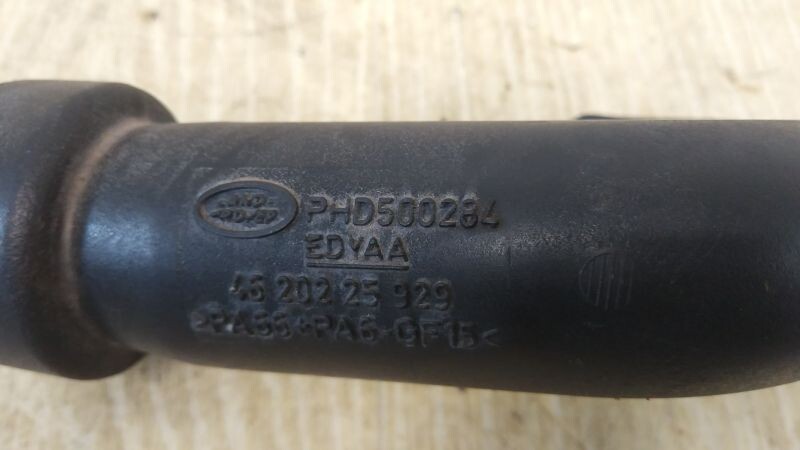 LAND-
ROVER
PHD500284
EDYAA
46 202 25 929
>PA66+PA6-GF15<